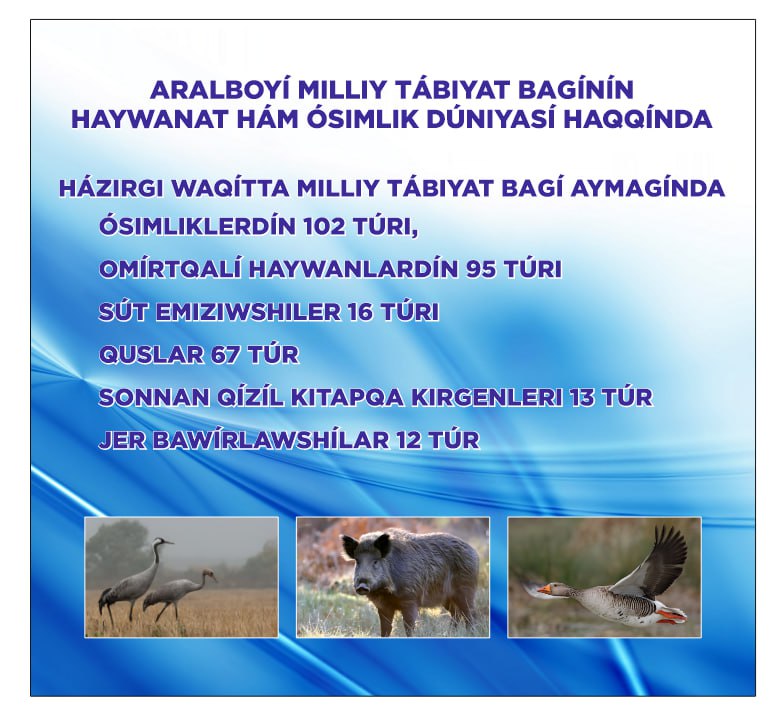 ARALBOYÍ MILLIY TÁBIYAT BAGÍNÍN
HAYWANAT HÁM ÓSIMLIK DÚNIYASÍ HAQQÍNDA
HÁZIRGI WAQÍTTA MILLIY TÁBIYAT BAGÍ AYMAGÍNDA
ÓSIMLIKLERDÍN 102 TÚRI,
OMÍRTQALÍ HAYWANLARDÍN 95 TÚRI
SÚT EMIZIWSHILER 16 TÚRI
QUSLAR 67 TÚR
SONNAN QÍZÍL KITAPQA KIRGENLERI 13 TÚR
JER BAWÍRLAWSHÍLAR 12 TÚR